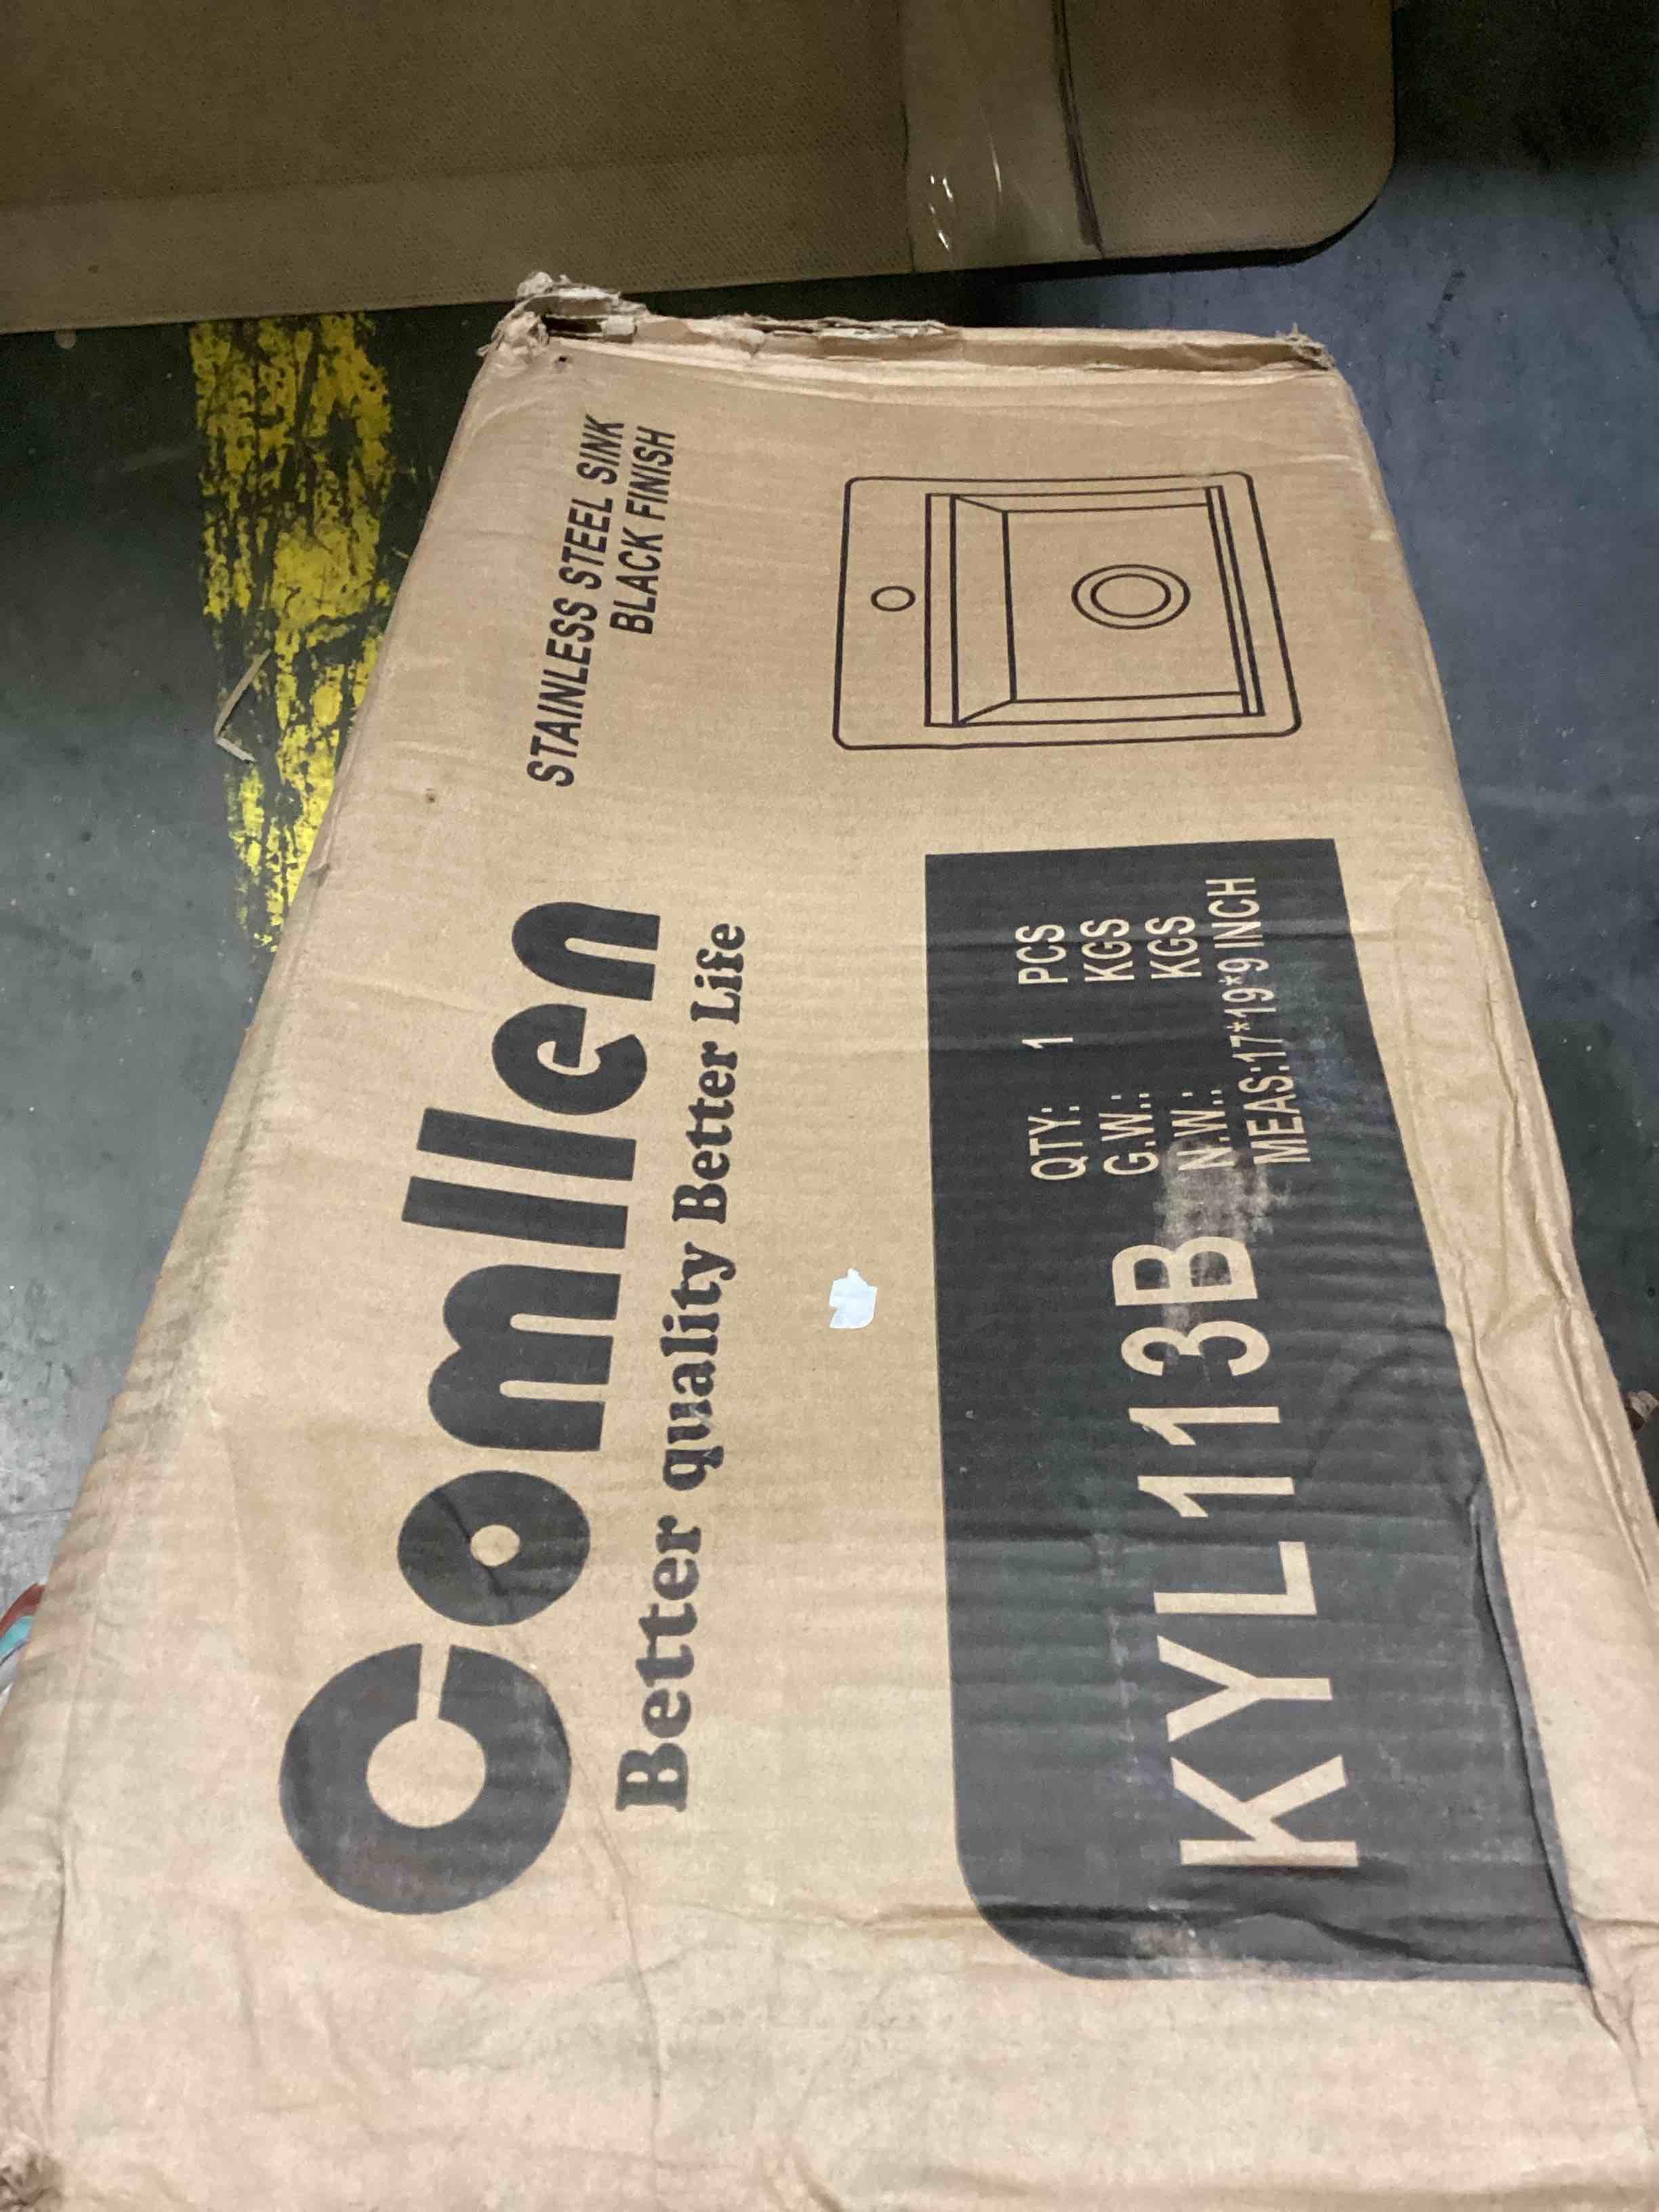 Comllen
Better quality Better Life
STAINLESS STEEL SINK
BLACK FINISH
KYL113B
QTY: 1 PCS
G.W.: KGS
N.W.: KGS
MEAS:17*19*9 INCH